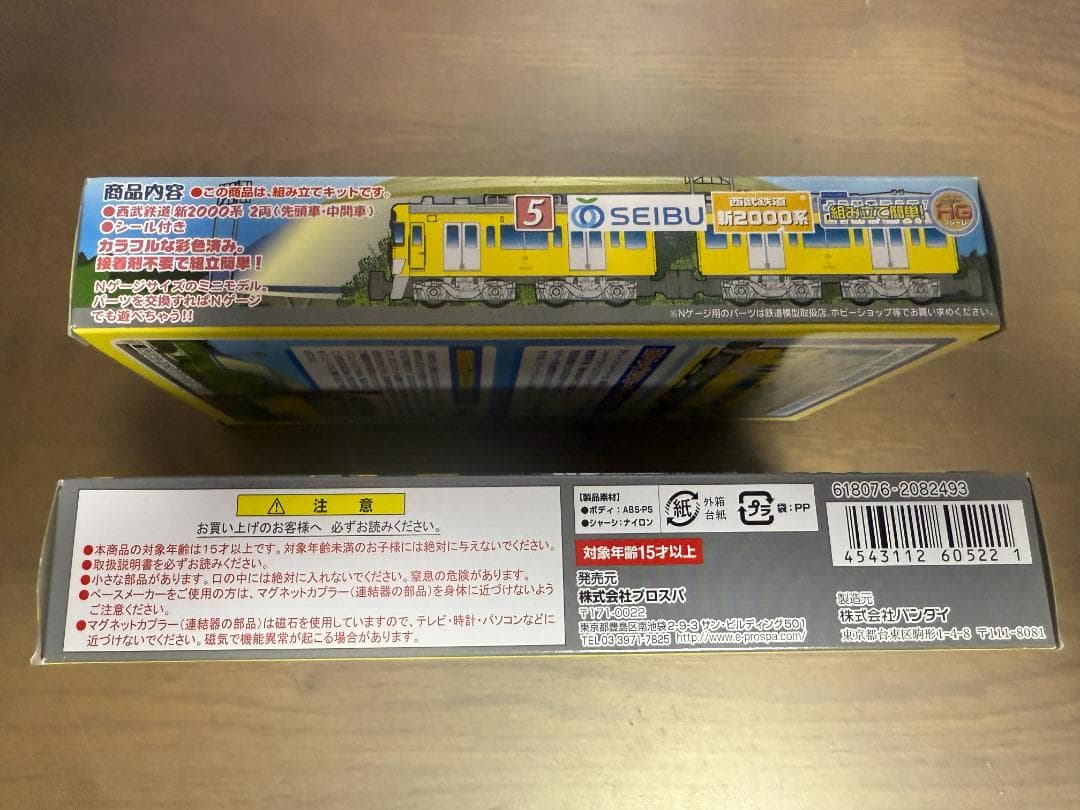 商品内容 ●この商品は、組み立てキットです。
●西武鉄道 新2000系 2両(先頭車・中間車)
●シール付き
カラフルな彩色済み。
接着剤不要で組立簡単!
Nゲージサイズのミニモデル。
パーツを交換すればNゲージ
でも遊べちゃう!!
5
SEIBU
西武鉄道
新2000系
組み立て簡単!
HG
※Nゲージ用のパーツは鉄道模型取扱店、ホビーショップ等でお買い求めください。
注意
お買い上げのお客様へ 必ずお読みください。
●本商品の対象年齢は15才以上です。対象年齢未満のお子様には絶対に与えないでください。
●取扱説明書を必ずお読みください。
●小さな部品があります。口の中には絶対に入れないでください。窒息の危険があります。
●ペースメーカーをご使用の方は、マグネットカプラー(連結器の部品)を身体に近づけないよう
ご注意ください。
●マグネットカプラー(連結器の部品)は磁石を使用していますので、テレビ・時計・パソコンなどに
近づけないでください。磁気で機能異常が起こる場合があります。
【製品素材】
●ボディ:ABS・PS
●シャーシ:ナイロン
紙
外箱
台紙
プラ
袋:PP
対象年齢15才以上
発売元
株式会社プロスパ
〒171-0022
東京都豊島区南池袋2-9-3 サン・ビルディング501
TEL03-3971-7825 http://www.e-prospa.com/
618076-2082493
4543112 605221
製造元
株式会社バンダイ
東京都台東区駒形1-4-8 〒111-8081